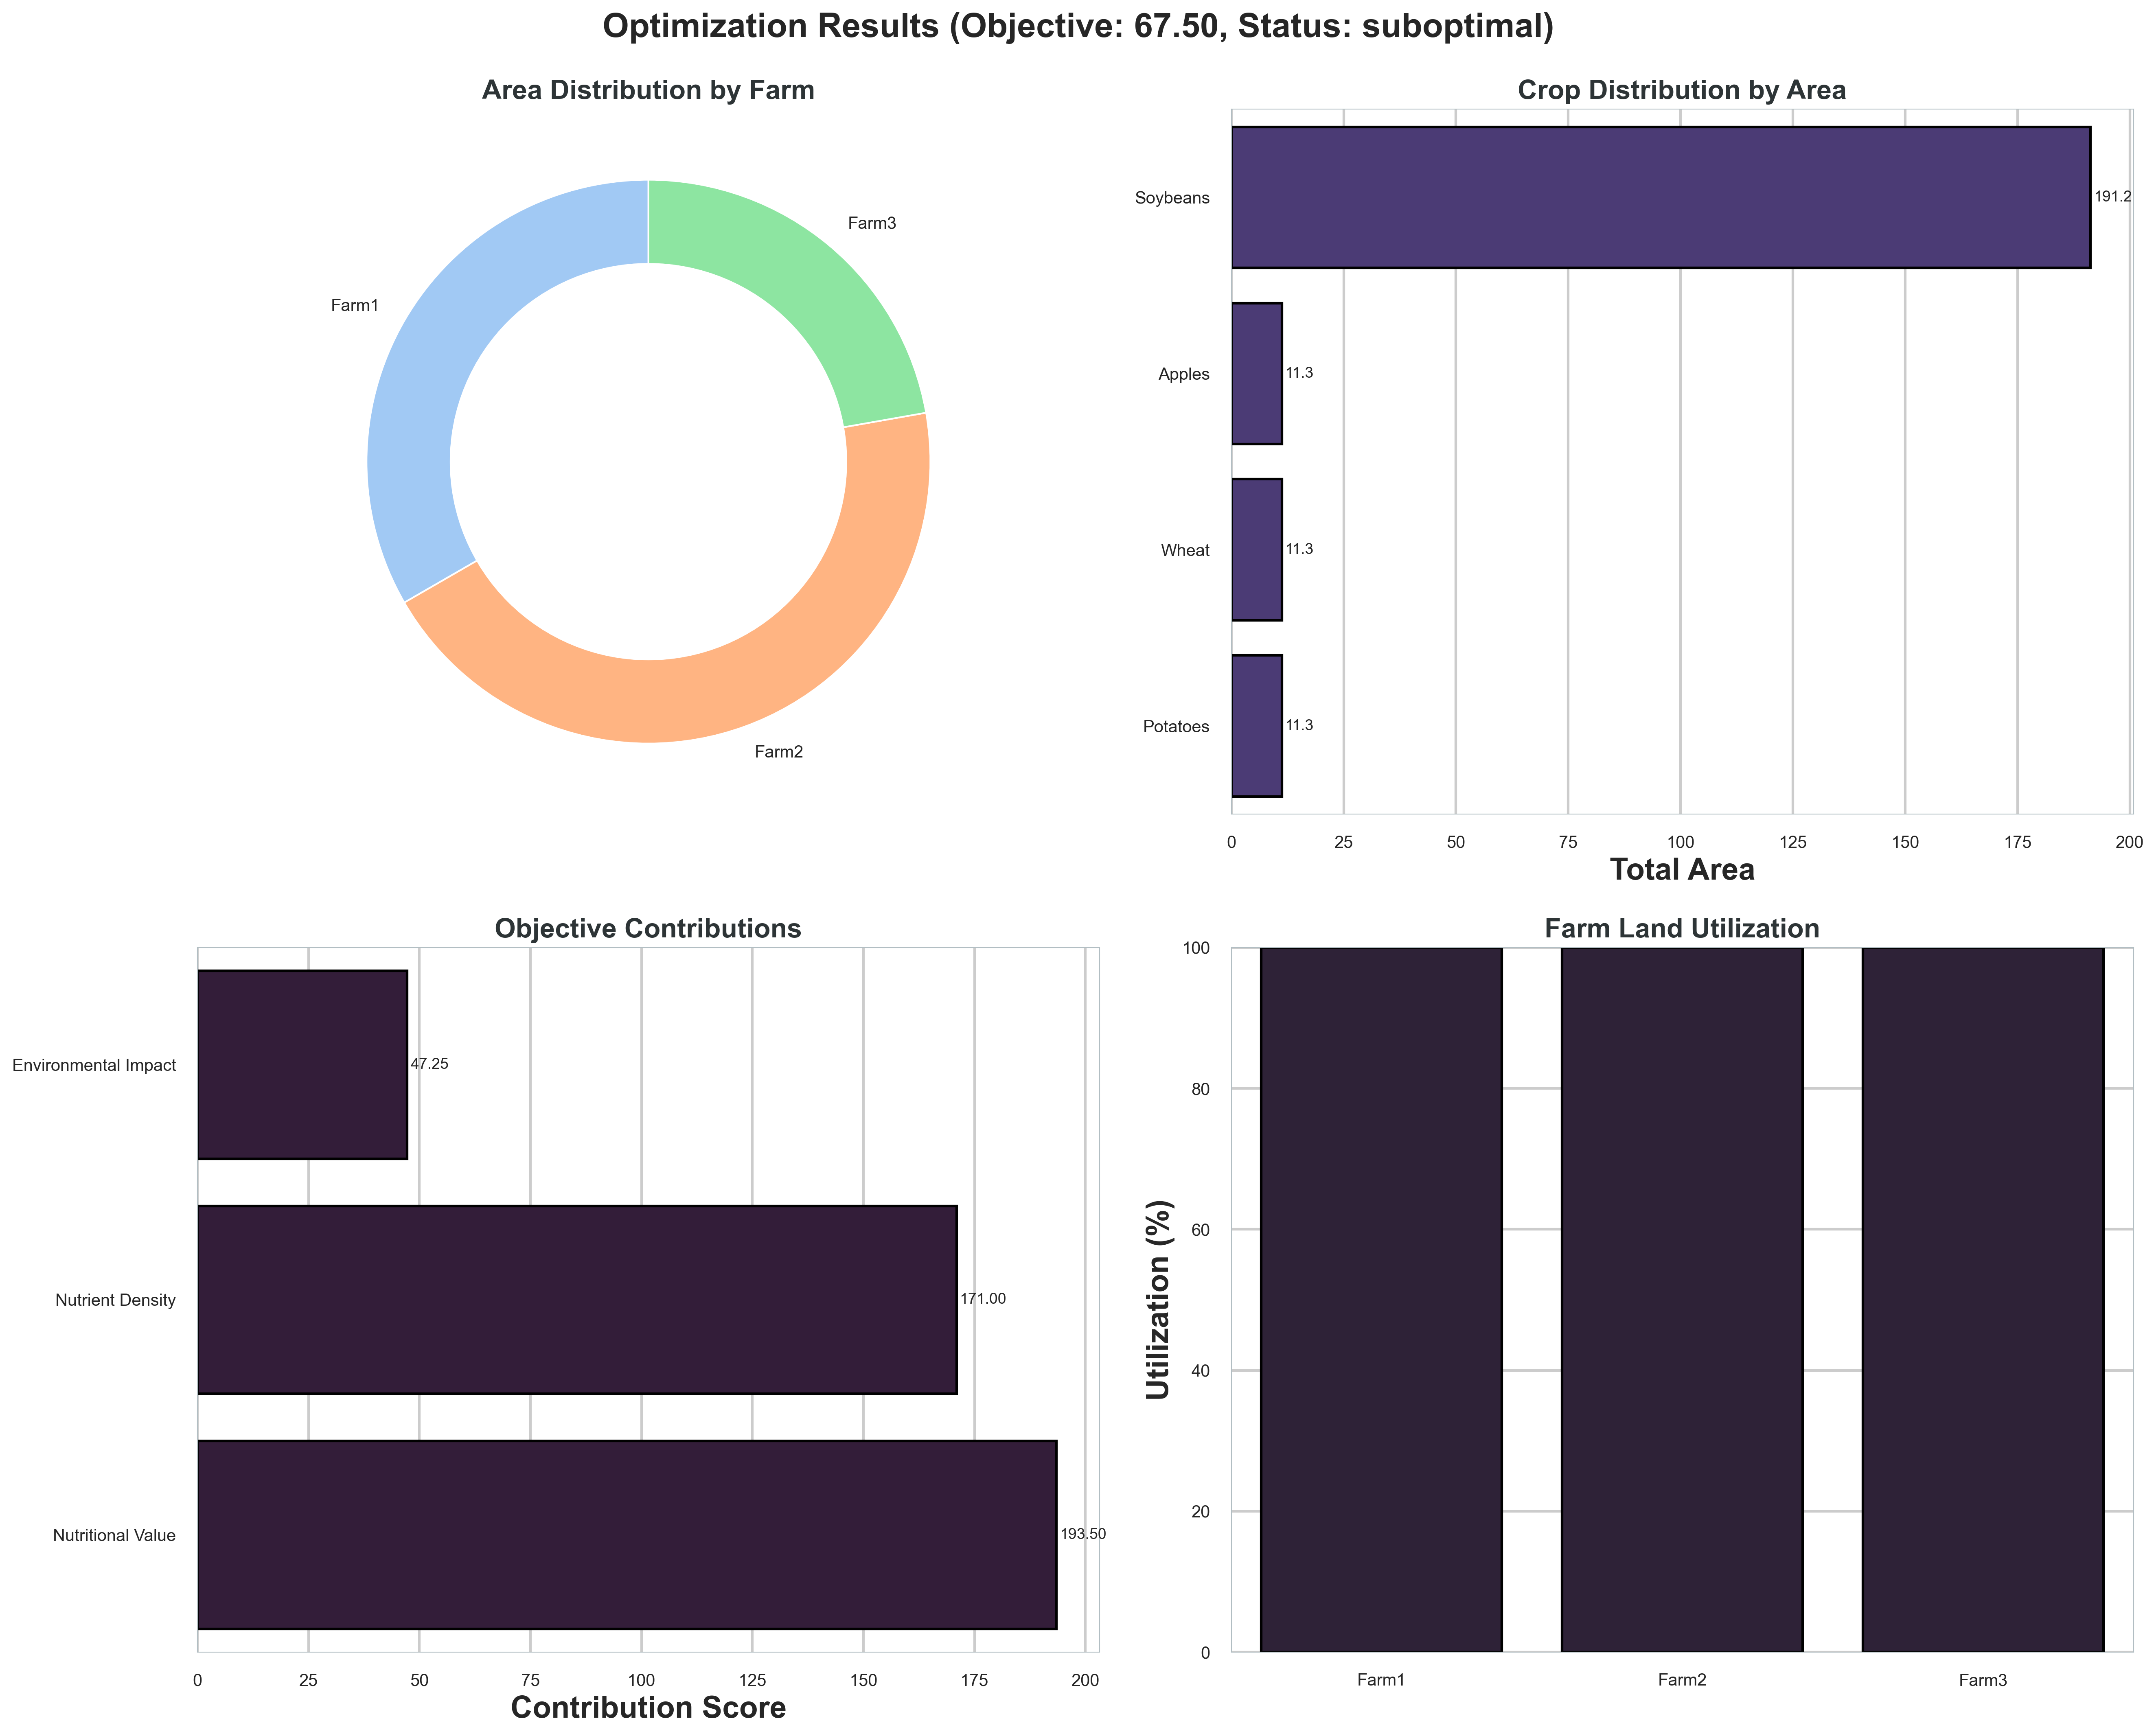 Optimization Results (Objective: 67.50, Status: suboptimal)
Area Distribution by Farm
Farm1
Farm2
Farm3
Crop Distribution by Area
Soybeans
Apples
Wheat
Potatoes
191.2
11.3
11.3
11.3
0 25 50 75 100 125 150 175 200
Total Area
Objective Contributions
Environmental Impact
Nutrient Density
Nutritional Value
47.25
171.00
193.50
0 25 50 75 100 125 150 175 200
Contribution Score
Farm Land Utilization
Utilization (%)
100
80
60
40
20
0
Farm1 Farm2 Farm3